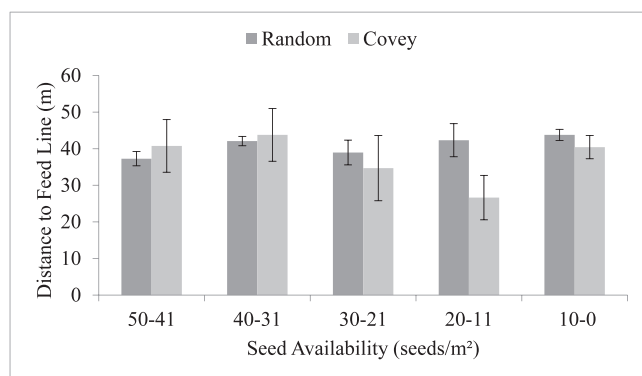 Random Covey
60
50
40
30
20
10
0
Distance to Feed Line (m)
50-41 40-31 30-21 20-11 10-0
Seed Availability (seeds/m²)